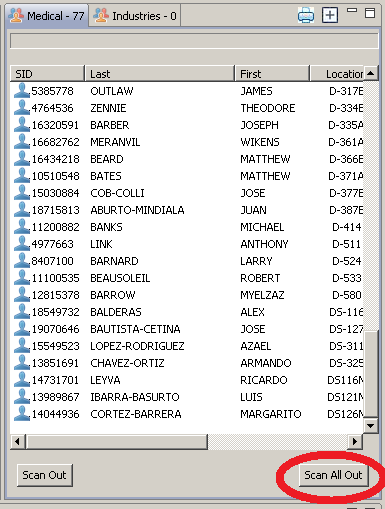 Medical - 77 Industries - 0
SID Last First Location
5385778 OUTLAW JAMES D-317E
4764536 ZENNIE THEODORE D-334E
16320591 BARBER JOSEPH D-335A
16682762 MERANVIL WIKENS D-361A
16434218 BEARD MATTHEW D-366E
10510548 BATES MATTHEW D-371A
15030884 COB-COLLI JOSE D-377E
18715813 ABURTO-MINDIALA JUAN D-387E
11200882 BANKS MICHAEL D-414
4977663 LINK ANTHONY D-511
8407100 BARNARD LARRY D-524
11100535 BEAUSOLEIL ROBERT D-533
12815378 BARROW MYELZAZ D-580
18549732 BALDERAS ALEX DS-116
19070646 BAUTISTA-CETINA JOSE DS-127
15549523 LOPEZ-RODRIGUEZ AZAEL DS-311
13851691 CHAVEZ-ORTIZ ARMANDO DS-325
14731701 LEYVA RICARDO DS116N
13989867 IBARRA-BASURTO LUIS DS121N
14044936 CORTEZ-BARRERA MARGARITO DS126N
Scan Out Scan All Out